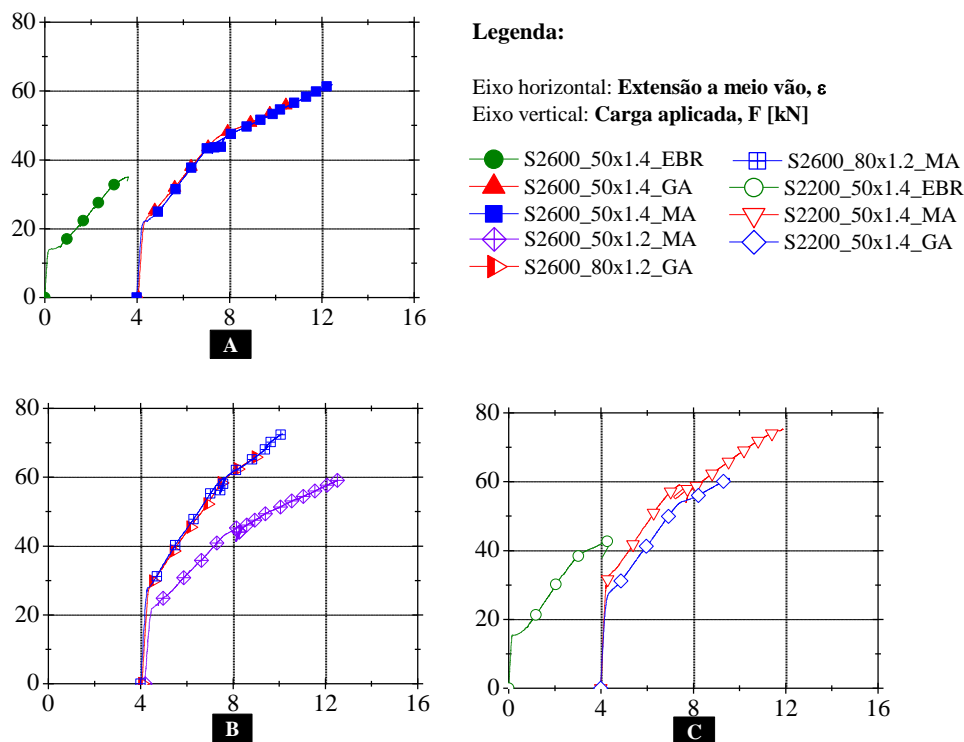 80
60
40
20
0
0 4 8 12 16
A
Legenda:
Eixo horizontal: Extensão a meio vão, ε
Eixo vertical: Carga aplicada, F [kN]
S2600_50x1.4_EBR
S2600_50x1.4_GA
S2600_50x1.4_MA
S2600_50x1.2_MA
S2600_80x1.2_GA
S2600_80x1.2_MA
S2200_50x1.4_EBR
S2200_50x1.4_MA
S2200_50x1.4_GA
80
60
40
20
0
0 4 8 12 16
B
80
60
40
20
0
0 4 8 12 16
C